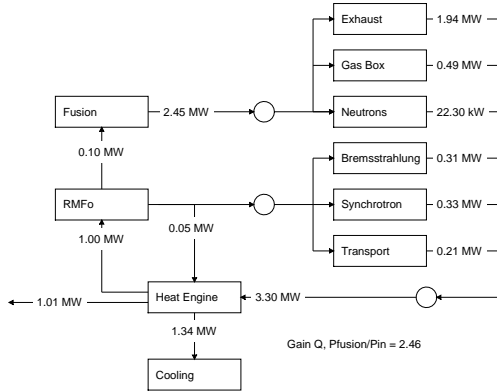 Exhaust
1.94 MW
Gas Box
0.49 MW
Fusion
2.45 MW
Neutrons
22.30 kW
0.10 MW
Bremsstrahlung
0.31 MW
RMFo
0.05 MW
Synchrotron
0.33 MW
1.00 MW
Transport
0.21 MW
1.01 MW
Heat Engine
3.30 MW
1.34 MW
Gain Q, Pfusion/Pin = 2.46
Cooling